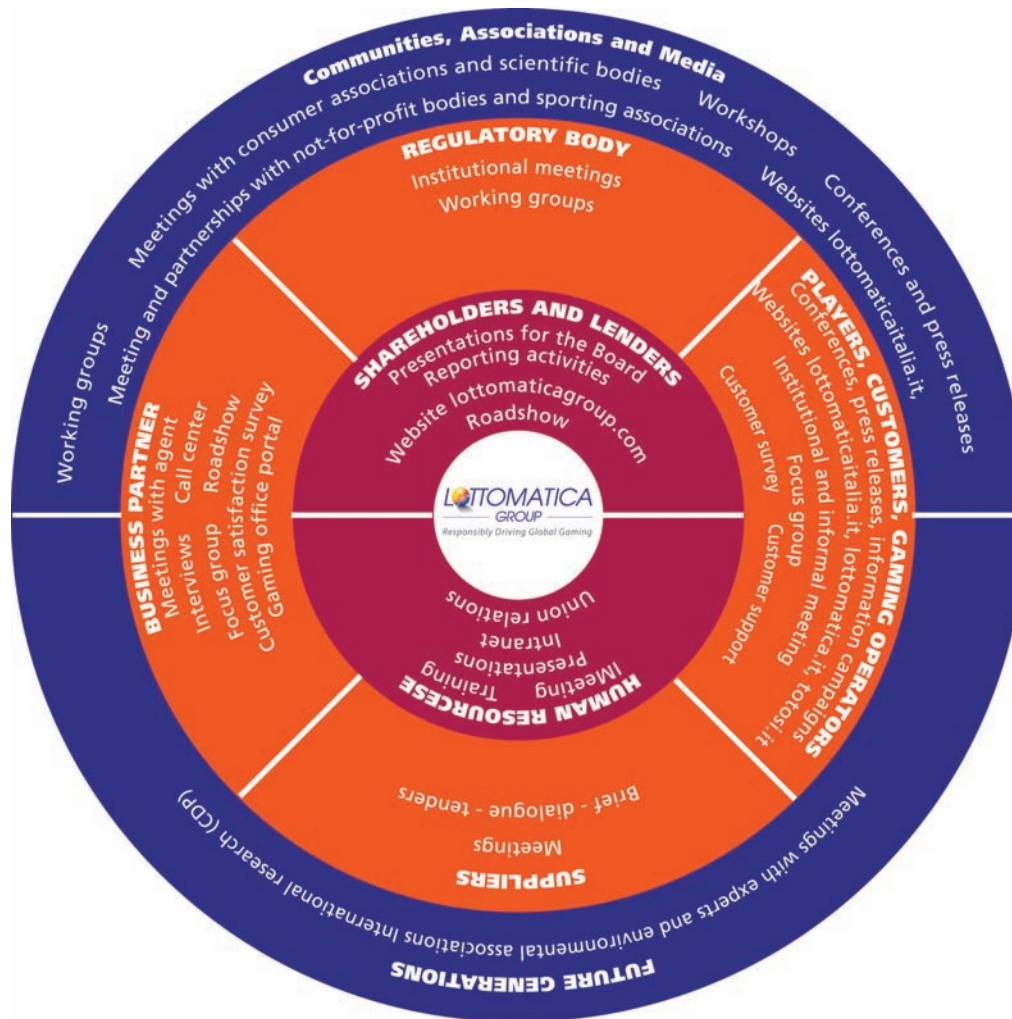 Communities, Associations and Media
Meetings with consumer associations and scientific bodies
Workshops
Conferences and press releases
Working groups
Meeting and partnerships with not-for-profit bodies and sporting associations
Websites lottomaticaitalia.it,
REGULATORY BODY
Institutional meetings
Working groups
PLAYERS, CUSTOMERS, GAMING OPERATORS
Conferences, press releases, information campaigns
Websites lottomaticaitalia.it, lottomatica.it, totosi.it
Institutional and informal meeting
Focus group
Customer survey
Customer support
BUSINESS PARTNER
Meetings with agent
Interviews
Call center
Focus group
Roadshow
Customer satisfaction survey
Gaming office portal
SHAREHOLDERS AND LENDERS
Presentations for the Board
Reporting activities
Website lottomaticagroup.com
Roadshow
LOTTOMATICA
GROUP
Responsibly Driving Global Gaming
Union relations
Intranet
Presentations
Meeting
Training
HUMAN RESOURCESE
Brief - dialogue - tenders
Meetings
SUPPLIERS
Meetings with experts and environmental associations International research (CDP)
FUTURE GENERATIONS